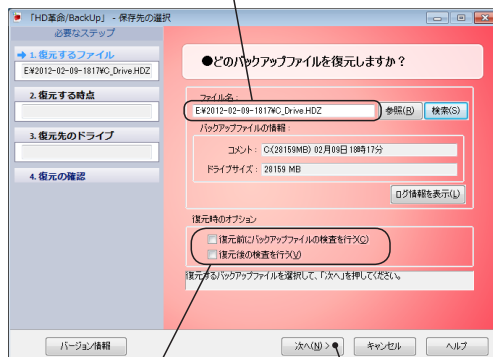 「HD革命/BackUp」 - 保存先の選択
必要なステップ
1. 復元するファイル
E:¥2012-02-09-1817¥C_Drive.HDZ
2. 復元する時点
3. 復元先のドライブ
4. 復元の確認
●どのバックアップファイルを復元しますか？
ファイル名:
E:¥2012-02-09-1817¥C_Drive.HDZ
参照(R)
検索(S)
バックアップファイルの情報:
コメント: C(28159MB) 02月09日 18時17分
ドライブサイズ: 28159 MB
ログ情報を表示(L)
復元時のオプション
復元前にバックアップファイルの検査を行う(C)
復元後の検査を行う(V)
復元するバックアップファイルを選択して、「次へ」を押してください。
バージョン情報
次へ(N) >
キャンセル
ヘルプ